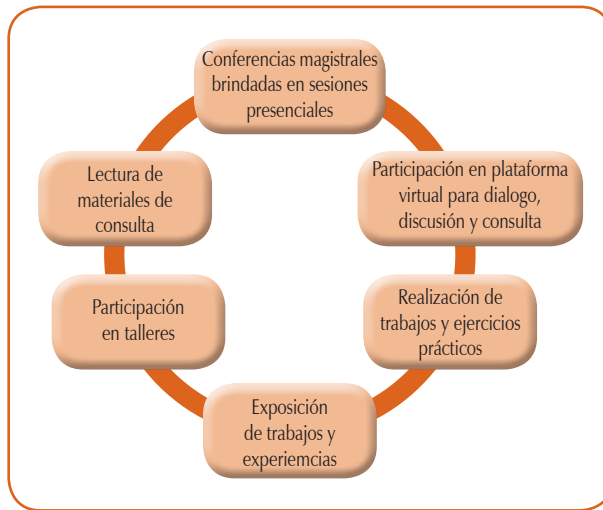 Conferencias magistrales
brindadas en sesiones
presenciales
Participación en plataforma
virtual para dialogo,
discusión y consulta
Realización de
trabajos y ejercicios
prácticos
Exposición
de trabajos y
experiemcias
Participación
en talleres
Lectura de
materiales de
consulta